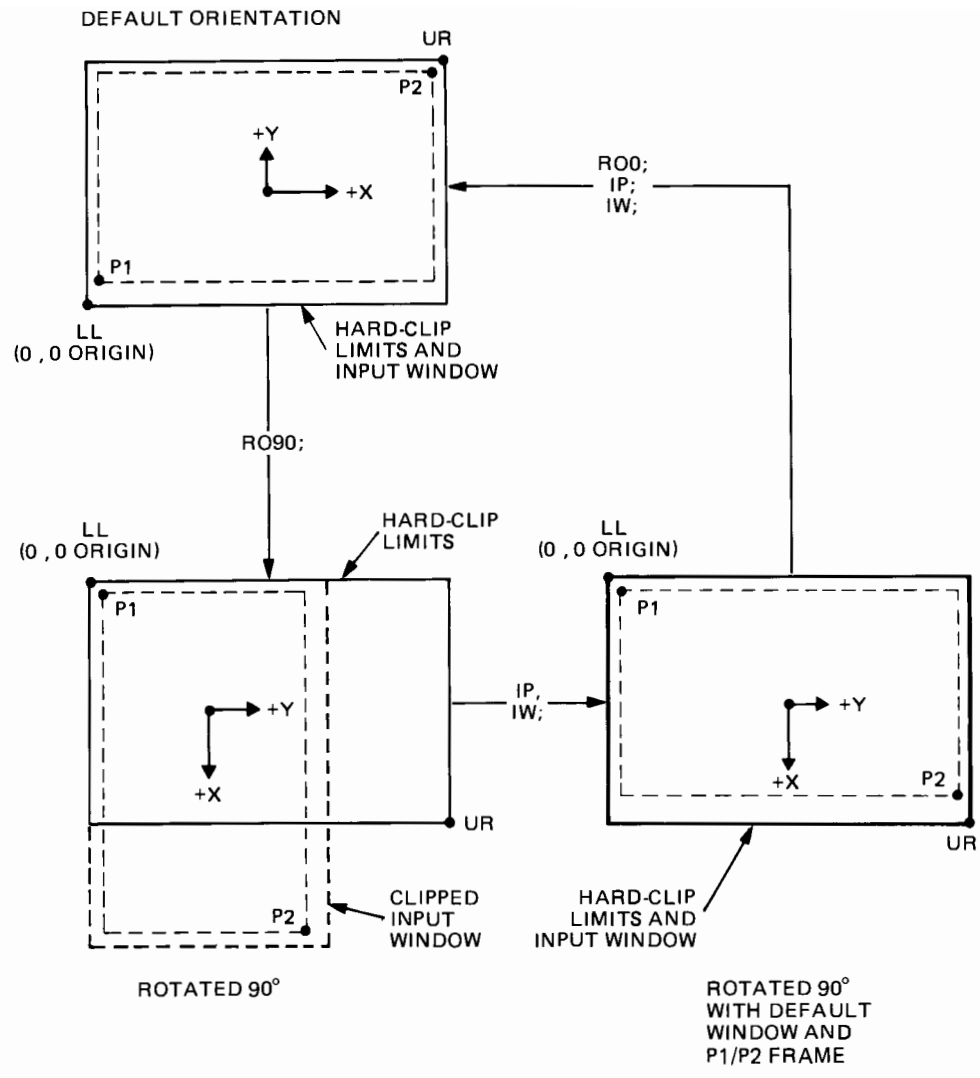 DEFAULT ORIENTATION
UR
P2
+Y
+X
P1
LL
(0 ,0 ORIGIN)
HARD-CLIP
LIMITS AND
INPUT WINDOW
RO0;
IP;
IW;
RO90;
LL
(0 ,0 ORIGIN)
HARD-CLIP
LIMITS
P1
+Y
+X
UR
P2
CLIPPED
INPUT
WINDOW
ROTATED 90°
IP,
IW;
LL
(0 ,0 ORIGIN)
P1
+Y
+X
P2
UR
HARD-CLIP
LIMITS AND
INPUT WINDOW
ROTATED 90°
WITH DEFAULT
WINDOW AND
P1/P2 FRAME